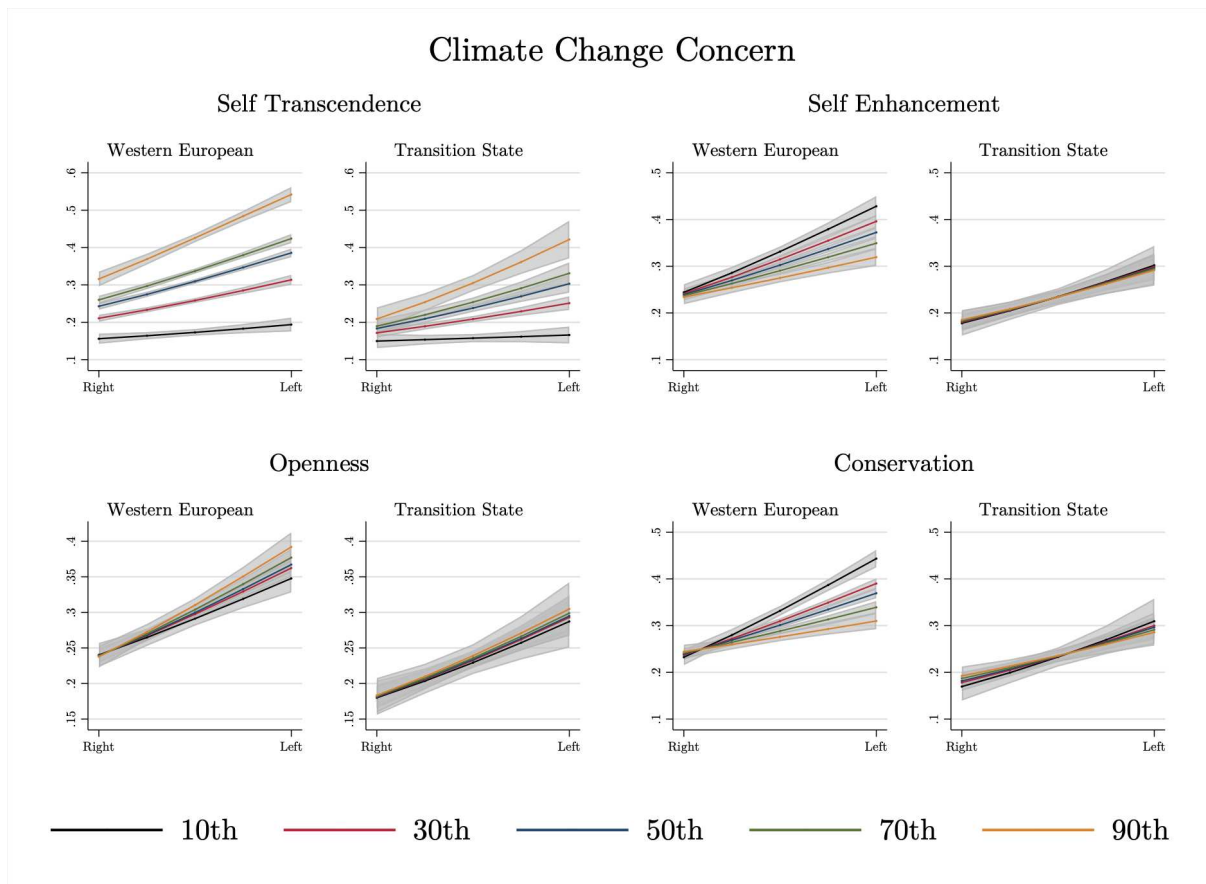 Climate Change Concern
Self Transcendence
Self Enhancement
Western European
Transition State
Western European
Transition State
.6
.5
.4
.3
.2
.1
Right
Left
.6
.5
.4
.3
.2
.1
Right
Left
.5
.4
.3
.2
.1
Right
Left
.5
.4
.3
.2
.1
Right
Left
Openness
Conservation
Western European
Transition State
Western European
Transition State
.4
.35
.3
.25
.2
.15
Right
Left
.4
.35
.3
.25
.2
.15
Right
Left
.5
.4
.3
.2
.1
Right
Left
.5
.4
.3
.2
.1
Right
Left
10th 30th 50th 70th 90th